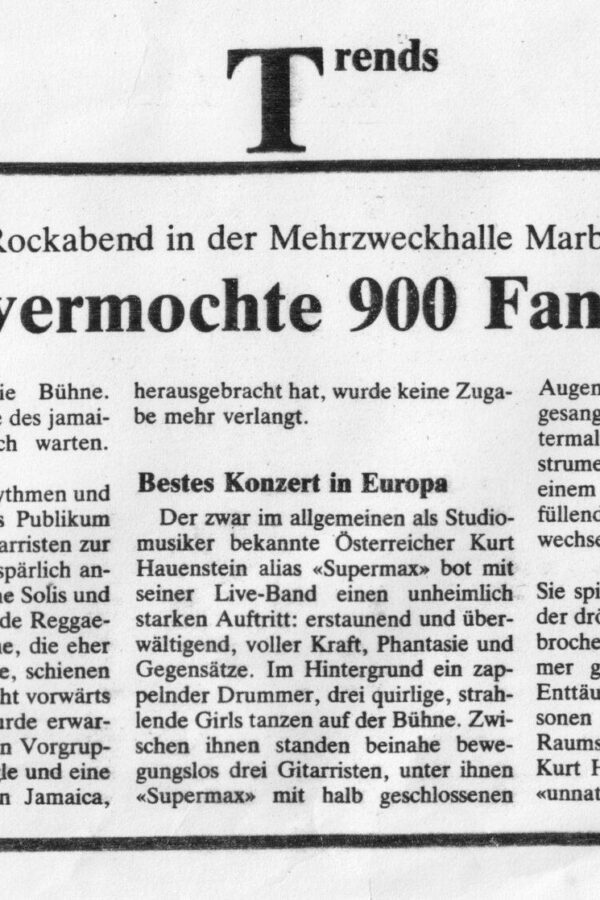 Trends
Rockabend in der Mehrzweckhalle Marb
vermochte 900 Fan
ie Bühne.
des jamai-
ch warten.
ythmen und
s Publikum
arristen zur
spärlich an-
ne Solis und
de Reggae-
ne, die eher
e, schienen
ht vorwärts
urde erwar-
n Vorgrup-
gle und eine
n Jamaica,
herausgebracht hat, wurde keine Zuga-
be mehr verlangt.
Bestes Konzert in Europa
Der zwar im allgemeinen als Studio-
musiker bekannte Österreicher Kurt
Hauenstein alias «Supermax» bot mit
seiner Live-Band einen unheimlich
starken Auftritt: erstaunend und über-
wältigend, voller Kraft, Phantasie und
Gegensätze. Im Hintergrund ein zap-
pelnder Drummer, drei quirlige, strah-
lende Girls tanzen auf der Bühne. Zwi-
schen ihnen standen beinahe bewe-
gungslos drei Gitarristen, unter ihnen
«Supermax» mit halb geschlossenen
Augen
gesang
termal
strume
einem
füllend
wechse
Sie spi
der drö
broche
mer g
Enttäu
sonen
Raums
Kurt H
«unnat